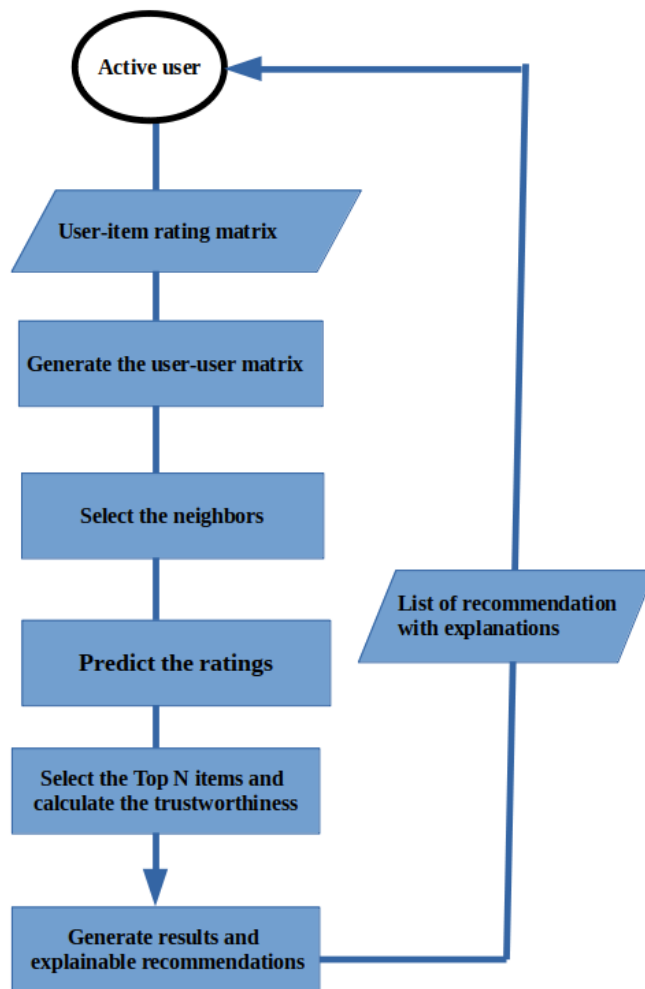 Active user
User-item rating matrix
Generate the user-user matrix
Select the neighbors
Predict the ratings
Select the Top N items and
calculate the trustworthiness
Generate results and
explainable recommendations
List of recommendation
with explanations